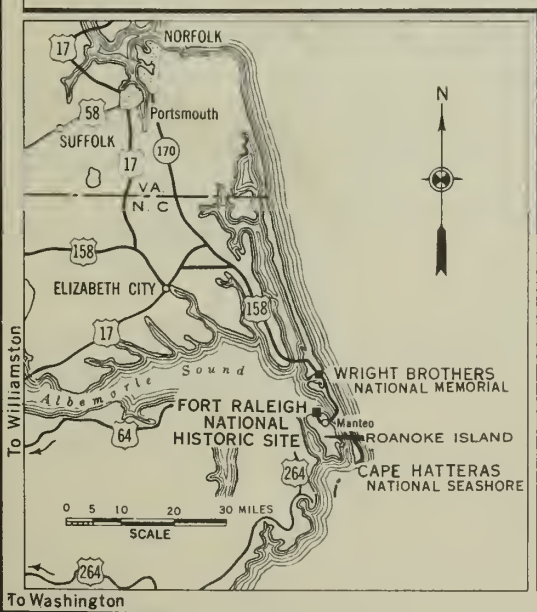 NORFOLK
17
N
58
Portsmouth
SUFFOLK
170
17
VA.
N. C
158
ELIZABETH CITY
158
17
To Williamston
Albemarle Sound
WRIGHT BROTHERS
NATIONAL MEMORIAL
FORT RALEIGH
NATIONAL
HISTORIC SITE
Manteo
64
ROANOKE ISLAND
264
CAPE HATTERAS
NATIONAL SEASHORE
0 5 10 20 30 MILES
SCALE
264
To Washington